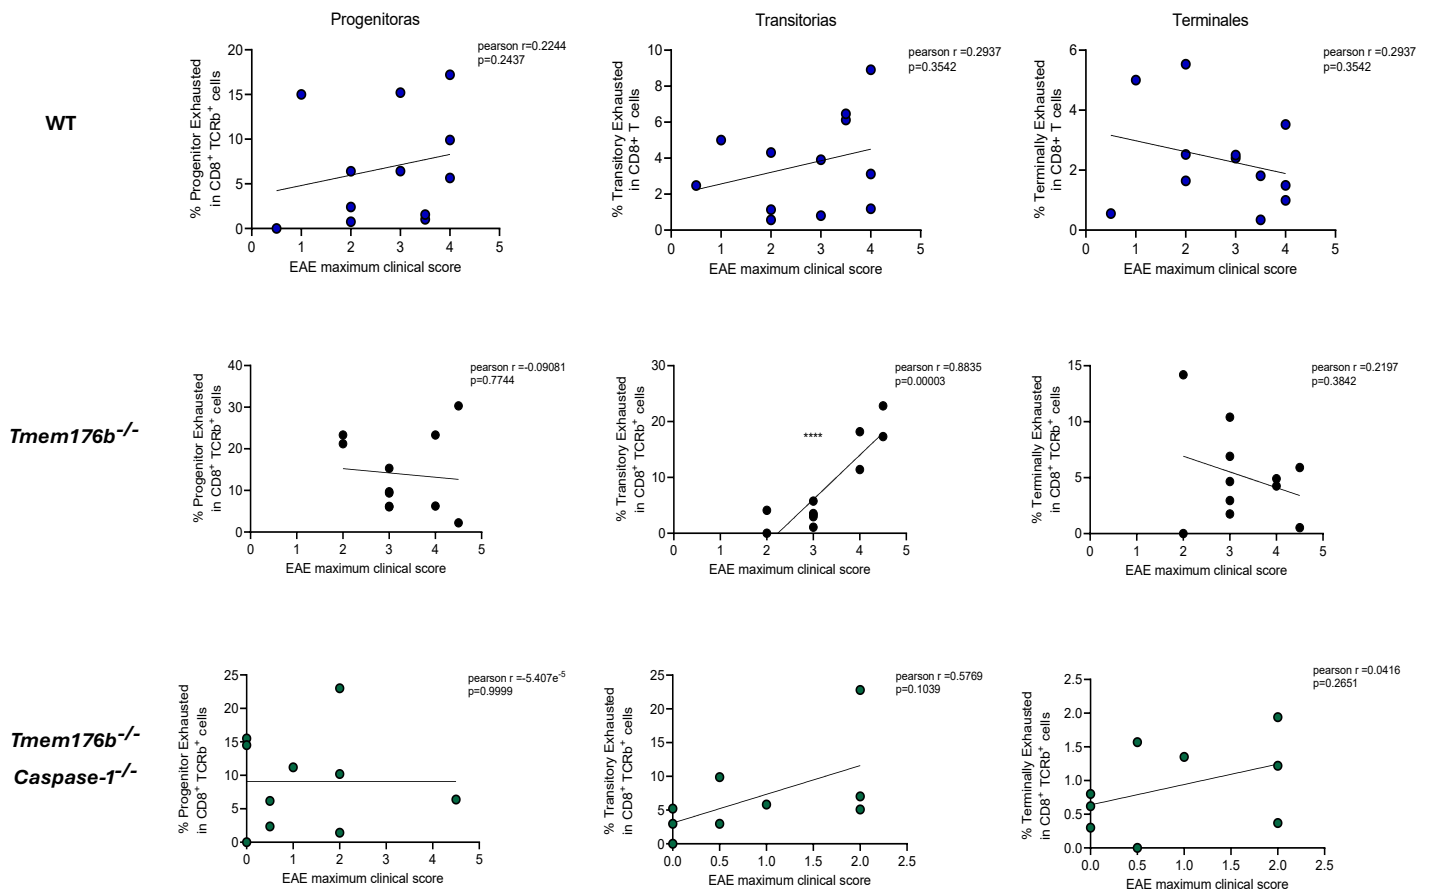 Progenitoras
Transitorias
Terminales
WT
% Progenitor Exhausted
in CD8⁺ TCRb⁺ cells
20
15
10
5
0
0 1 2 3 4 5
EAE maximum clinical score
pearson r=0.2244
p=0.2437
% Transitory Exhausted
in CD8+ T cells
10
8
6
4
2
0
0 1 2 3 4 5
EAE maximum clinical score
pearson r=0.2937
p=0.3542
% Terminally Exhausted
in CD8+ T cells
6
4
2
0
0 1 2 3 4 5
EAE maximum clinical score
pearson r=0.2937
p=0.3542
Tmem176b⁻/⁻
% Progenitor Exhausted
in CD8⁺ TCRb⁺ cells
40
30
20
10
0
0 1 2 3 4 5
EAE maximum clinical score
pearson r =-0.09081
p=0.7744
% Transitory Exhausted
in CD8⁺ TCRb⁺ cells
30
20
10
0
0 1 2 3 4 5
EAE maximum clinical score
****
pearson r =0.8835
p=0.00003
% Terminally Exhausted
in CD8⁺ TCRb⁺ cells
15
10
5
0
0 1 2 3 4 5
EAE maximum clinical score
pearson r =0.2197
p=0.3842
Tmem176b⁻/⁻
Caspase-1⁻/⁻
% Progenitor Exhausted
in CD8⁺ TCRb⁺ cells
25
20
15
10
5
0
0 1 2 3 4 5
EAE maximum clinical score
pearson r =-5.407e⁻⁵
p=0.9999
% Transitory Exhausted
in CD8⁺ TCRb⁺ cells
25
20
15
10
5
0
0.0 0.5 1.0 1.5 2.0 2.5
EAE maximum clinical score
pearson r =0.5769
p=0.1039
% Terminally Exhausted
in CD8⁺ TCRb⁺ cells
2.5
2.0
1.5
1.0
0.5
0.0
0.0 0.5 1.0 1.5 2.0 2.5
EAE maximum clinical score
pearson r =0.0416
p=0.2651